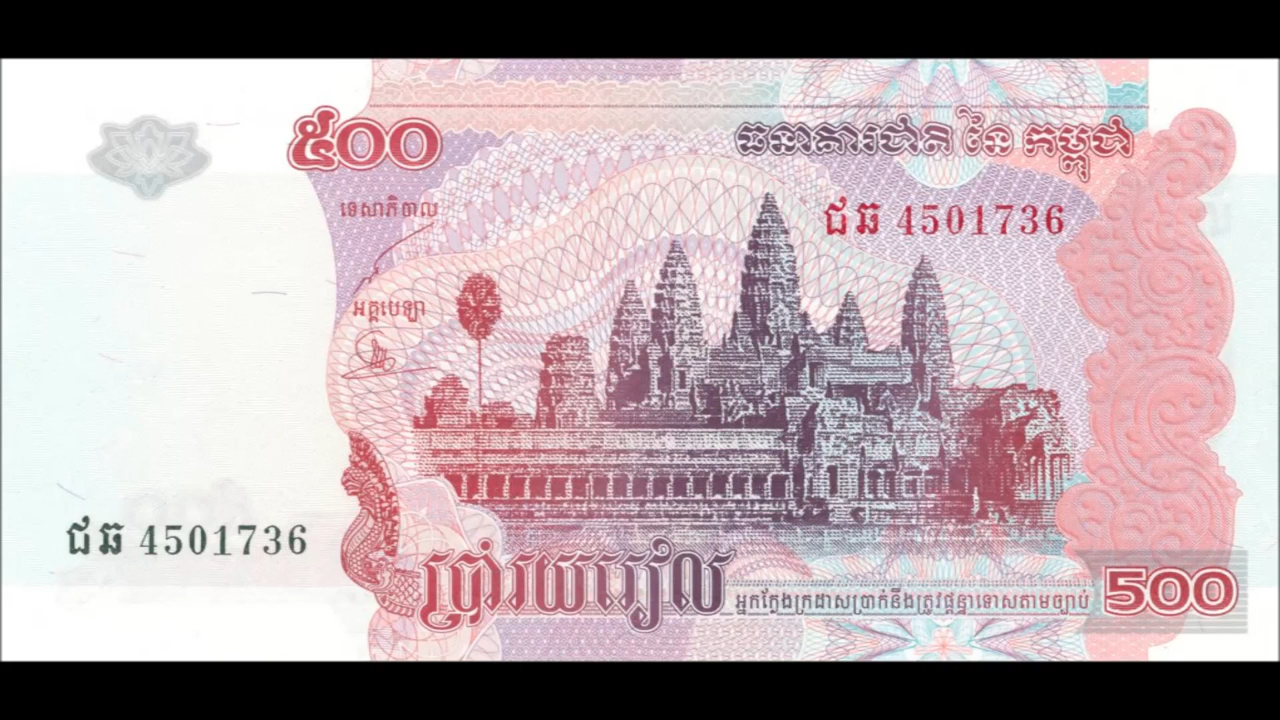 ៥០០
ធនាគារជាតិ នៃ កម្ពុជា
ទេសាភិបាល
ជឆ 4501736
អគ្គបេឡា
ជឆ 4501736
ប្រាំរយរៀល
អ្នកក្លែងក្រដាសប្រាក់នឹងត្រូវផ្តន្ទាទោសតាមច្បាប់
500